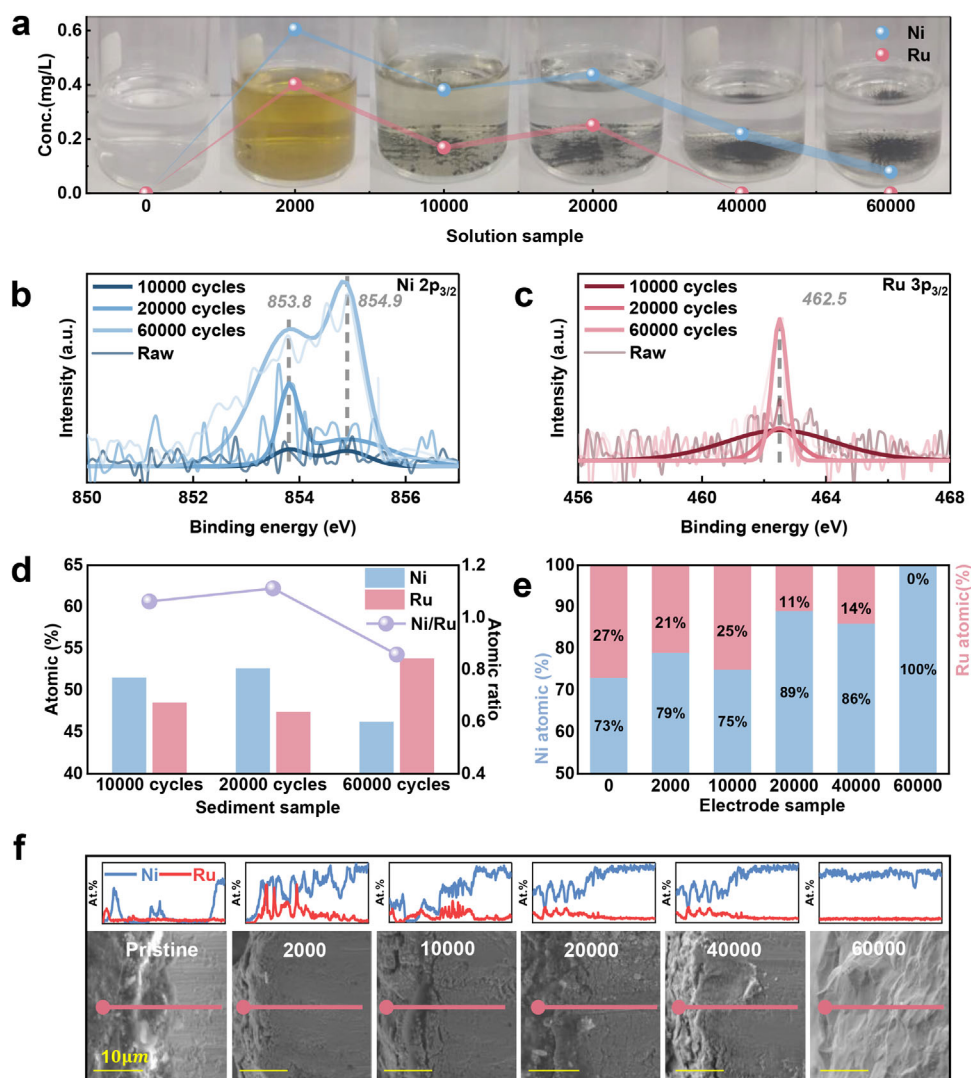 a
Conc.(mg/L)
0.6
0.4
0.2
0.0
Ni
Ru
0 2000 10000 20000 40000 60000
Solution sample
b
10000 cycles
20000 cycles
60000 cycles
Raw
853.8
854.9
Ni 2p3/2
Intensity (a.u.)
850 852 854 856
Binding energy (eV)
c
10000 cycles
20000 cycles
60000 cycles
Raw
462.5
Ru 3p3/2
Intensity (a.u.)
456 460 464 468
Binding energy (eV)
d
Atomic (%)
65
60
55
50
45
40
Ni
Ru
Ni/Ru
1.2
1.0
0.8
0.6
0.4
Atomic ratio
10000 cycles 20000 cycles 60000 cycles
Sediment sample
e
Ni atomic (%)
100
90
80
70
60
50
27% 21% 25% 11% 14% 0%
73% 79% 75% 89% 86% 100%
Ru atomic(%)
0 2000 10000 20000 40000 60000
Electrode sample
f
At.% Ni Ru
At.%
At.%
At.%
At.%
At.%
Pristine 2000 10000 20000 40000 60000
10μm